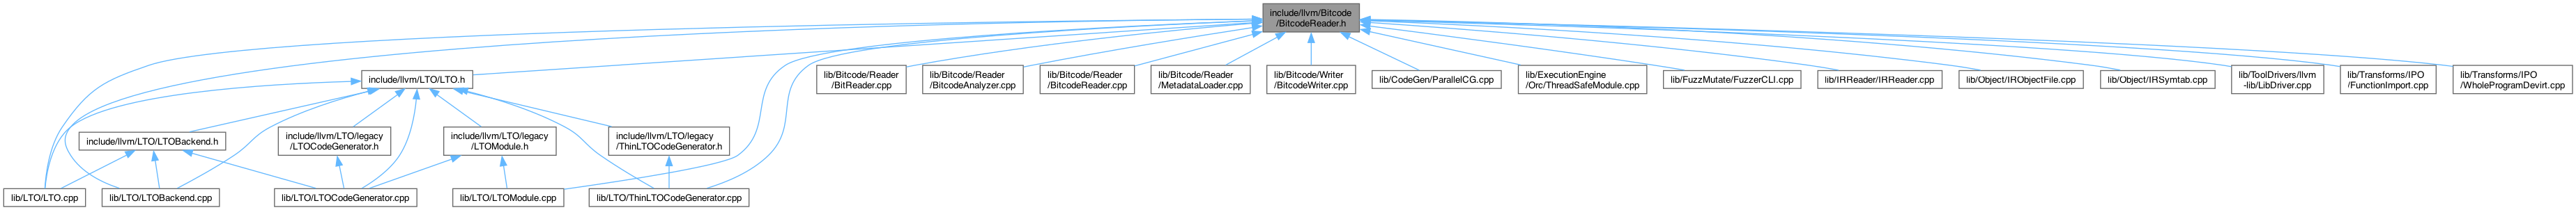 include/llvm/Bitcode
/BitcodeReader.h
include/llvm/LTO/LTO.h
lib/Bitcode/Reader
/BitReader.cpp
lib/Bitcode/Reader
/BitcodeAnalyzer.cpp
lib/Bitcode/Reader
/BitcodeReader.cpp
lib/Bitcode/Reader
/MetadataLoader.cpp
lib/Bitcode/Writer
/BitcodeWriter.cpp
lib/CodeGen/ParallelCG.cpp
lib/ExecutionEngine
/Orc/ThreadSafeModule.cpp
lib/FuzzMutate/FuzzerCLI.cpp
lib/IRReader/IRReader.cpp
lib/Object/IRObjectFile.cpp
lib/Object/IRSymtab.cpp
lib/ToolDrivers/llvm
-lib/LibDriver.cpp
lib/Transforms/IPO
/FunctionImport.cpp
lib/Transforms/IPO
/WholeProgramDevirt.cpp
include/llvm/LTO/LTOBackend.h
include/llvm/LTO/legacy
/LTOCodeGenerator.h
include/llvm/LTO/legacy
/LTOModule.h
include/llvm/LTO/legacy
/ThinLTOCodeGenerator.h
lib/LTO/LTO.cpp
lib/LTO/LTOBackend.cpp
lib/LTO/LTOCodeGenerator.cpp
lib/LTO/LTOModule.cpp
lib/LTO/ThinLTOCodeGenerator.cpp